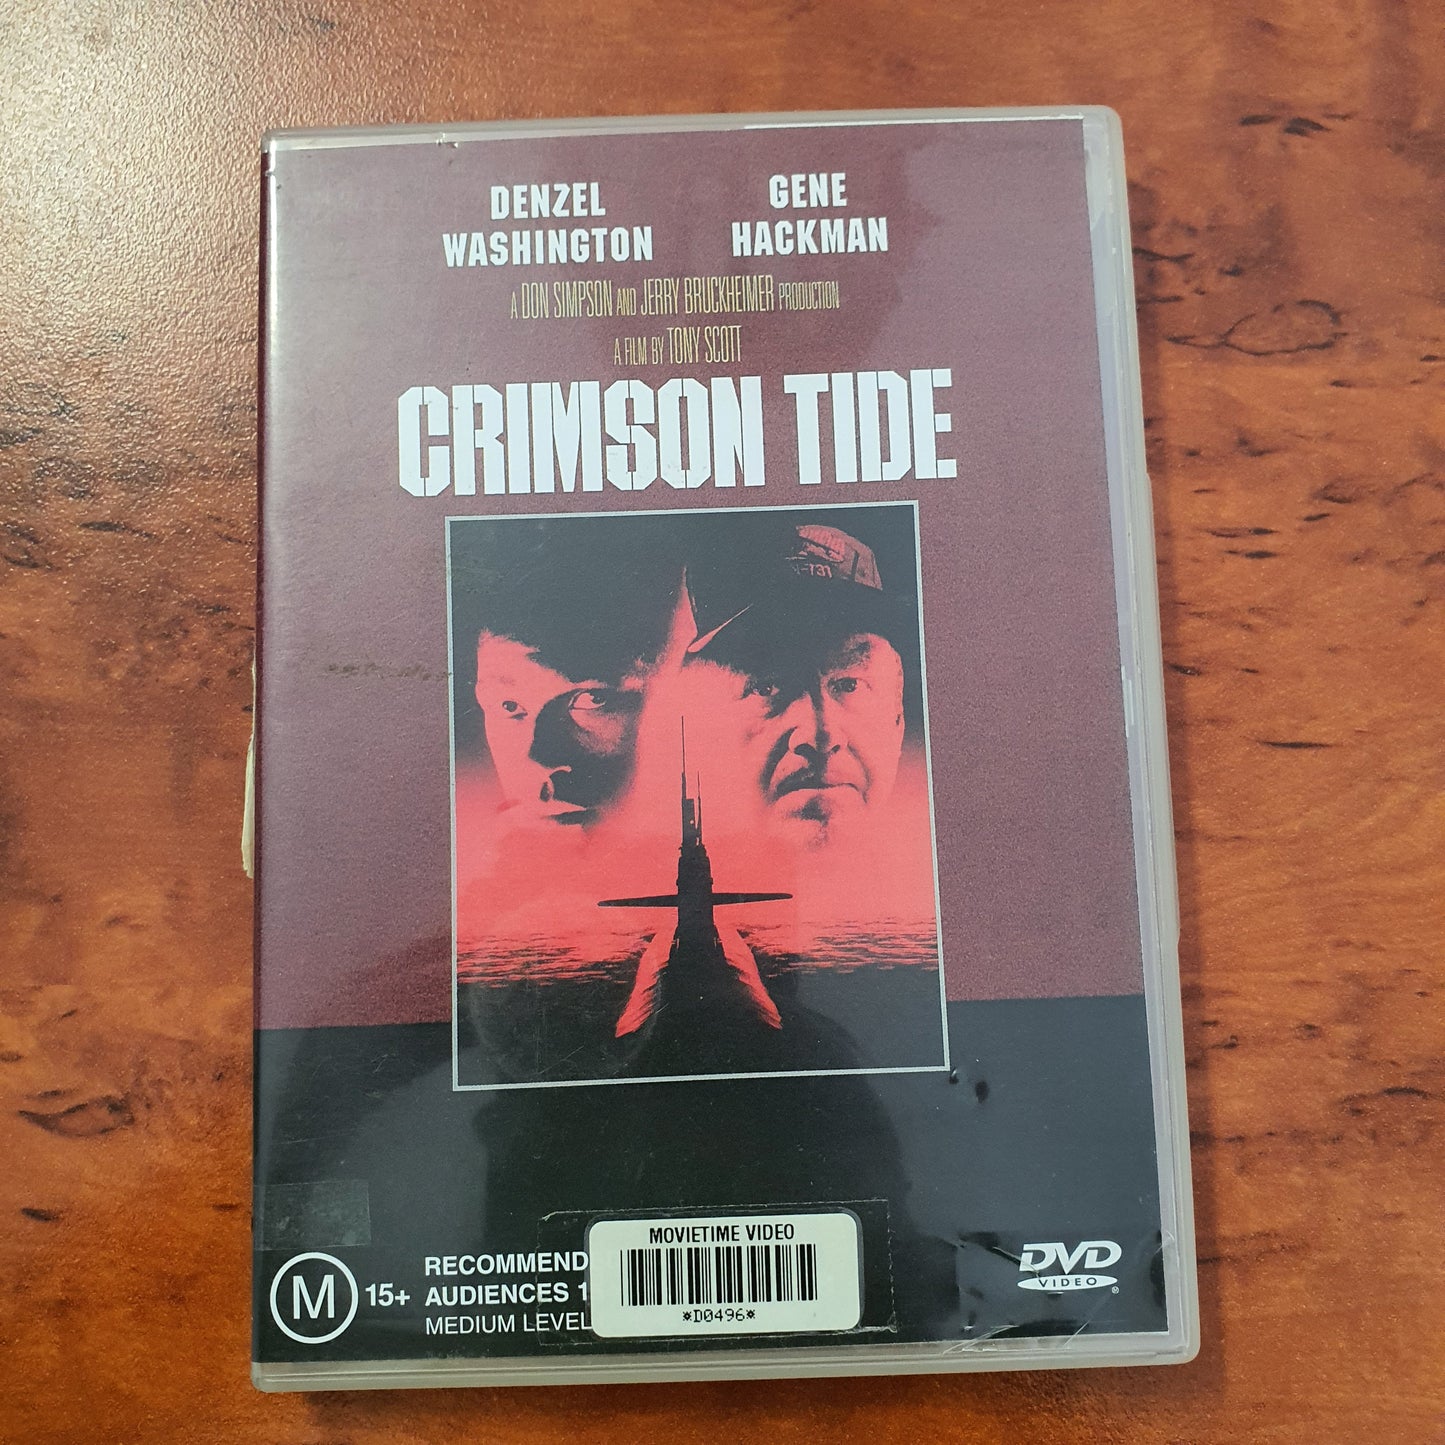 DENZEL
WASHINGTON
GENE
HACKMAN
A DON SIMPSON AND JERRY BRUCKHEIMER PRODUCTION
A FILM BY TONY SCOTT
CRIMSON TIDE
-731
M 15+
RECOMMEND
AUDIENCES 1
MEDIUM LEVEL
MOVIETIME VIDEO
*D0496*
DVD
VIDEO
®